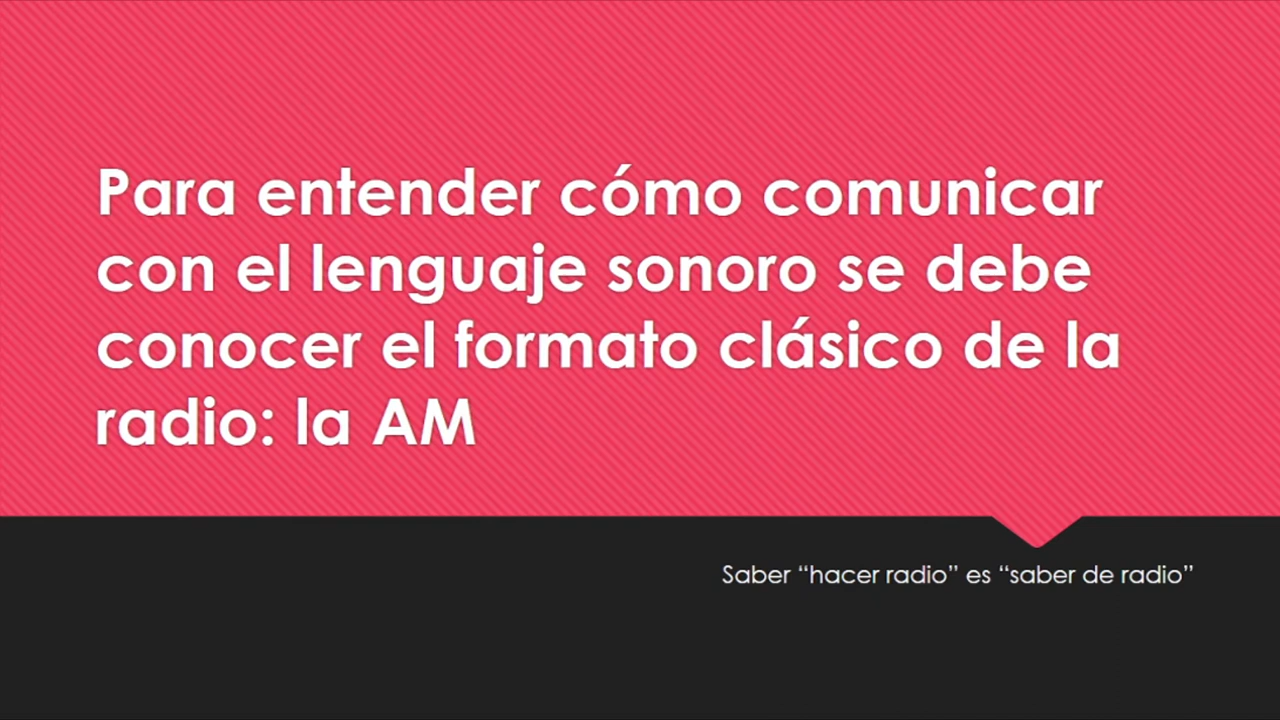 Para entender cómo comunicar
con el lenguaje sonoro se debe
conocer el formato clásico de la
radio: la AM
Saber “hacer radio” es “saber de radio”